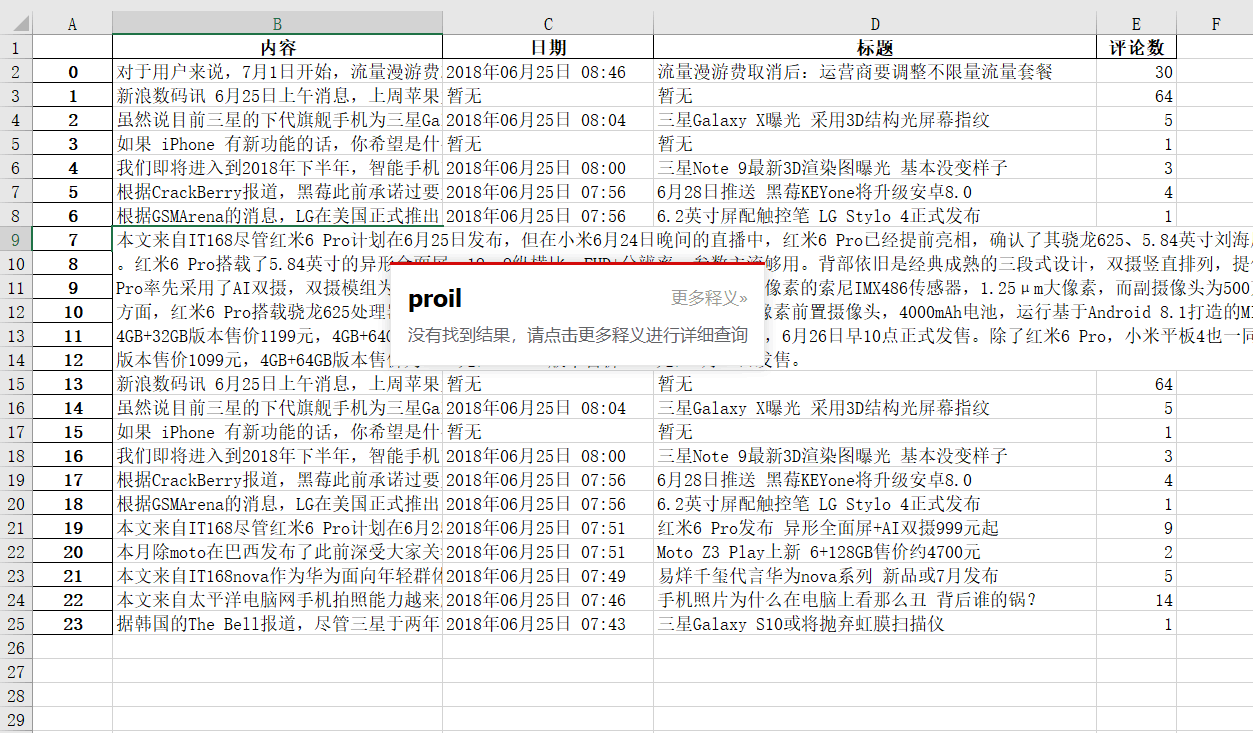 A B C D E F
1 内容 日期 标题 评论数
2 0 对于用户来说，7月1日开始，流量漫游费 2018年06月25日 08:46 流量漫游费取消后：运营商要调整不限量流量套餐 30
3 1 新浪数码讯 6月25日上午消息，上周苹果 暂无 暂无 64
4 2 虽然说目前三星的下代旗舰手机为三星Ga 2018年06月25日 08:04 三星Galaxy X曝光 采用3D结构光屏幕指纹 5
5 3 如果 iPhone 有新功能的话，你希望是什 暂无 暂无 1
6 4 我们即将进入到2018年下半年，智能手机 2018年06月25日 08:00 三星Note 9最新3D渲染图曝光 基本没变样子 3
7 5 根据CrackBerry报道，黑莓此前承诺过要 2018年06月25日 07:56 6月28日推送 黑莓KEYone将升级安卓8.0 4
8 6 根据GSMArena的消息，LG在美国正式推出 2018年06月25日 07:56 6.2英寸屏配触控笔 LG Stylo 4正式发布 1
9 7 本文来自IT168尽管红米6 Pro计划在6月25日发布，但在小米6月24日晚间的直播中，红米6 Pro已经提前亮相，确认了其骁龙625、5.84英寸刘海
10 8 。红米6 Pro搭载了5.84英寸的异形全面屏，19：9纵横比，FHD+分辨率，参数主流够用。背部依旧是经典成熟的三段式设计，双摄竖直排列，提
11 9 Pro率先采用了AI双摄，双摄模组为 像素的索尼IMX486传感器，1.25μm大像素，而副摄像头为500
12 10 方面，红米6 Pro搭载骁龙625处理 像素前置摄像头，4000mAh电池，运行基于Android 8.1打造的MI
13 11 4GB+32GB版本售价1199元，4GB+64G ，6月26日早10点正式发售。除了红米6 Pro，小米平板4也一同
14 12 版本售价1099元，4GB+64GB版本售价 发售。
proil 更多释义»
没有找到结果，请点击更多释义进行详细查询
15 13 新浪数码讯 6月25日上午消息，上周苹果 暂无 暂无 64
16 14 虽然说目前三星的下代旗舰手机为三星Ga 2018年06月25日 08:04 三星Galaxy X曝光 采用3D结构光屏幕指纹 5
17 15 如果 iPhone 有新功能的话，你希望是什 暂无 暂无 1
18 16 我们即将进入到2018年下半年，智能手机 2018年06月25日 08:00 三星Note 9最新3D渲染图曝光 基本没变样子 3
19 17 根据CrackBerry报道，黑莓此前承诺过要 2018年06月25日 07:56 6月28日推送 黑莓KEYone将升级安卓8.0 4
20 18 根据GSMArena的消息，LG在美国正式推出 2018年06月25日 07:56 6.2英寸屏配触控笔 LG Stylo 4正式发布 1
21 19 本文来自IT168尽管红米6 Pro计划在6月2 2018年06月25日 07:51 红米6 Pro发布 异形全面屏+AI双摄999元起 9
22 20 本月除moto在巴西发布了此前深受大家关 2018年06月25日 07:51 Moto Z3 Play上新 6+128GB售价约4700元 2
23 21 本文来自IT168nova作为华为面向年轻群体 2018年06月25日 07:49 易烊千玺代言华为nova系列 新品或7月发布 5
24 22 本文来自太平洋电脑网手机拍照能力越来 2018年06月25日 07:46 手机照片为什么在电脑上看那么丑 背后谁的锅？ 14
25 23 据韩国的The Bell报道，尽管三星于两年 2018年06月25日 07:43 三星Galaxy S10或将抛弃虹膜扫描仪 1
26
27
28
29